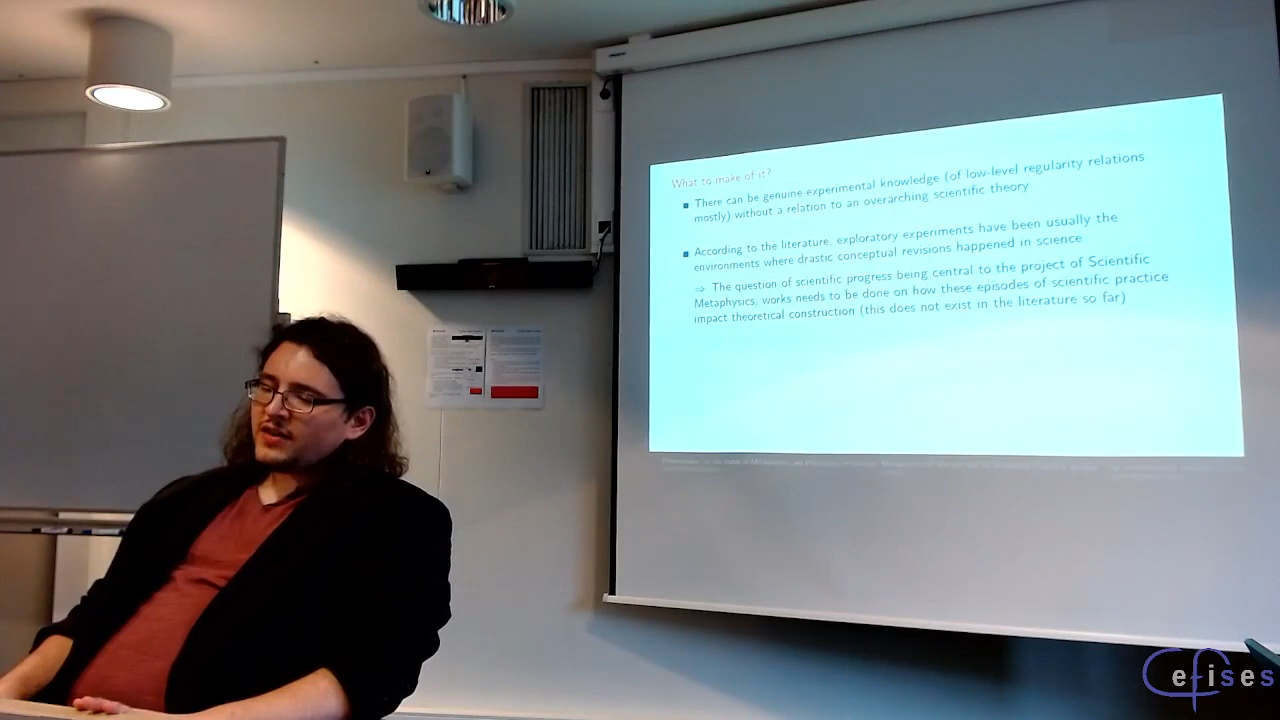 What to make of it?
There can be genuine experimental knowledge (of low-level regularity relations
mostly) without a relation to an overarching scientific theory
According to the literature, exploratory experiments have been usually the
environments where drastic conceptual revisions happened in science
⇒ The question of scientific progress being central to the project of Scientific
Metaphysics, works needs to be done on how these episodes of scientific practice
impact theoretical construction (this does not exist in the literature so far)
Cefises